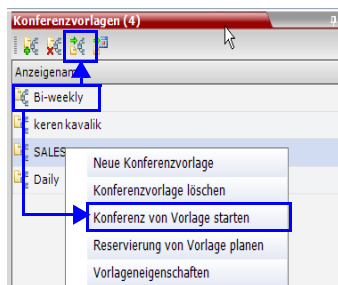 Konferenzvorlagen (4)
Anzeigename
Bi-weekly
keren kavalik
SALES
Daily
Neue Konferenzvorlage
Konferenzvorlage löschen
Konferenz von Vorlage starten
Reservierung von Vorlage planen
Vorlageneigenschaften